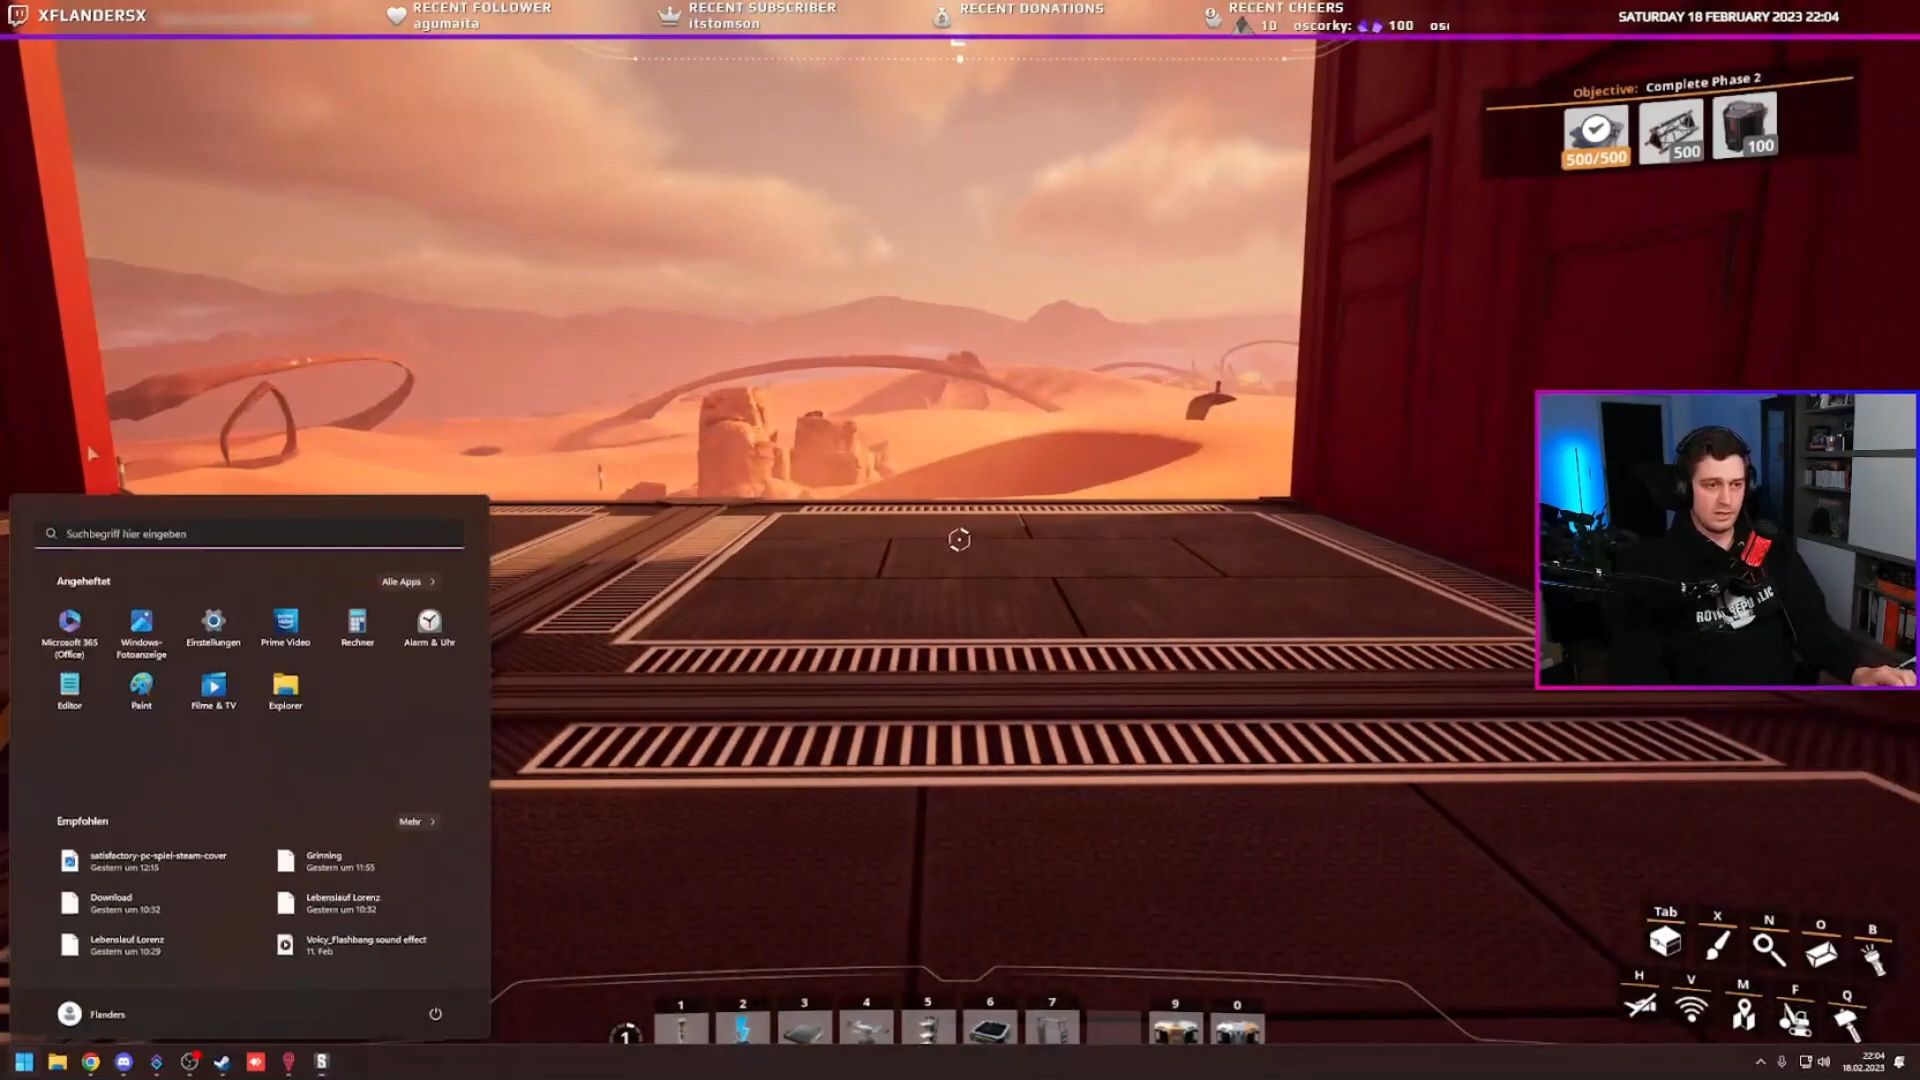 XFLANDERSX
RECENT FOLLOWER
agumaita
RECENT SUBSCRIBER
itstomson
RECENT DONATIONS
RECENT CHEERS
10 oscorky: 100 os
SATURDAY 18 FEBRUARY 2023 22:04
Objective: Complete Phase 2
500/500
500
100
Suchbegriff hier eingeben
Angeheftet
Alle Apps
Microsoft 365 (Office)
Windows-Fotoanzeige
Einstellungen
Prime Video
Rechner
Alarm & Uhr
Editor
Paint
Filme & TV
Explorer
Empfohlen
Mehr
satisfactory-pc-spiel-steam-cover
Gestern um 12:15
Grinning
Gestern um 11:55
Download
Gestern um 10:32
Lebenslauf Lorenz
Gestern um 10:32
Lebenslauf Lorenz
Gestern um 10:29
Voicy_Flashbang sound effect
11. Feb
Flanders
Tab
X
N
O
B
H
V
M
F
Q
1
2
3
4
5
6
7
9
0
1
22:04
18.02.2023